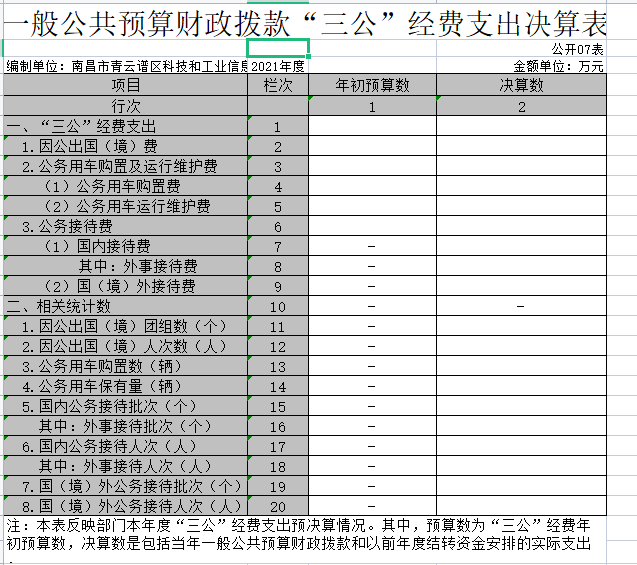 一般公共预算财政拨款“三公”经费支出决算表
公开07表
编制单位：南昌市青云谱区科技和工业信息 2021年度 金额单位：万元
项目 栏次 年初预算数 决算数
行次 1 2
一、“三公”经费支出 1
1.因公出国（境）费 2
2.公务用车购置及运行维护费 3
（1）公务用车购置费 4
（2）公务用车运行维护费 5
3.公务接待费 6
（1）国内接待费 7 –
其中：外事接待费 8 –
（2）国（境）外接待费 9 –
二、相关统计数 10 – –
1.因公出国（境）团组数（个） 11 –
2.因公出国（境）人次数（人） 12 –
3.公务用车购置数（辆） 13 –
4.公务用车保有量（辆） 14 –
5.国内公务接待批次（个） 15 –
其中：外事接待批次（个） 16 –
6.国内公务接待人次（人） 17 –
其中：外事接待人次（人） 18 –
7.国（境）外公务接待批次（个） 19 –
8.国（境）外公务接待人次（人） 20 –
注：本表反映部门本年度“三公”经费支出预决算情况。其中，预算数为“三公”经费年
初预算数，决算数是包括当年一般公共预算财政拨款和以前年度结转资金安排的实际支出